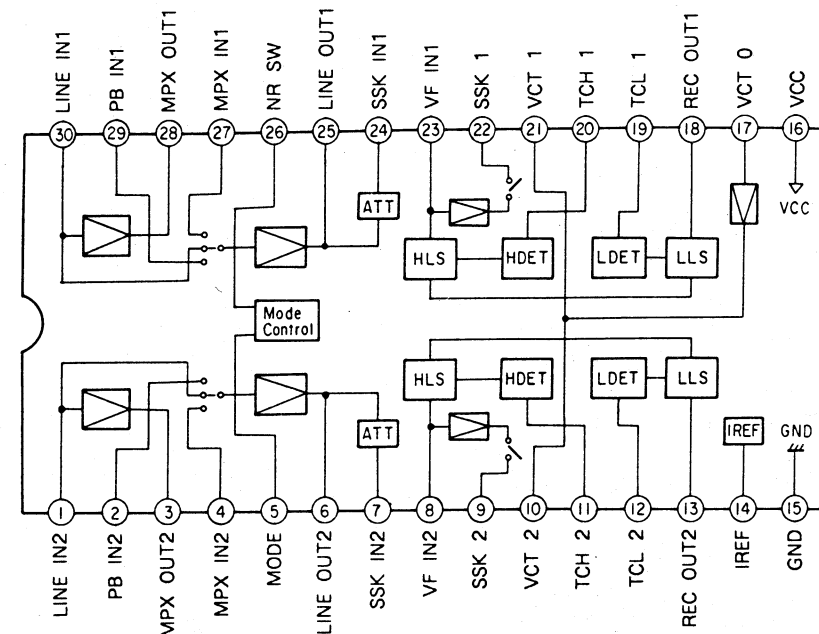 LINE IN1
PB IN1
MPX OUT1
MPX IN1
NR SW
LINE OUT1
SSK IN1
VF IN1
SSK 1
VCT 1
TCH 1
TCL 1
REC OUT1
VCT 0
VCC
30 29 28 27 26 25 24 23 22 21 20 19 18 17 16
ATT
VCC
HLS HDET LDET LLS
Mode
Control
HLS HDET LDET LLS
ATT
IREF
GND
1 2 3 4 5 6 7 8 9 10 11 12 13 14 15
LINE IN2
PB IN2
MPX OUT2
MPX IN2
MODE
LINE OUT2
SSK IN2
VF IN2
SSK 2
VCT 2
TCH 2
TCL 2
REC OUT2
IREF
GND